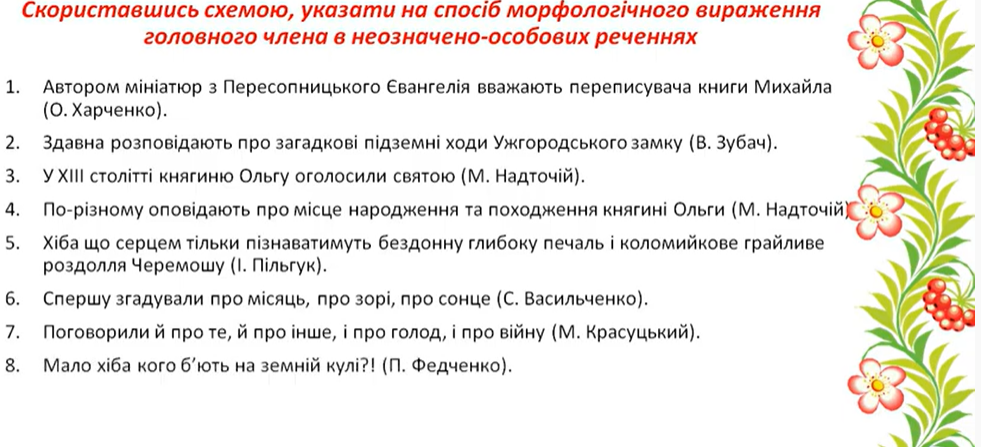 Скориставшись схемою, указати на спосіб морфологічного вираження
головного члена в неозначено-особових реченнях
1. Автором мініатюр з Пересопницького Євангелія вважають переписувача книги Михайла
(О. Харченко).
2. Здавна розповідають про загадкові підземні ходи Ужгородського замку (В. Зубач).
3. У XIII столітті княгиню Ольгу оголосили святою (М. Надточій).
4. По-різному оповідають про місце народження та походження княгині Ольги (М. Надточій)
5. Хіба що серцем тільки пізнаватимуть бездонну глибоку печаль і коломийкове грайливе
роздолля Черемошу (І. Пільгук).
6. Спершу згадували про місяць, про зорі, про сонце (С. Васильченко).
7. Поговорили й про те, й про інше, і про голод, і про війну (М. Красуцький).
8. Мало хіба кого б’ють на земній кулі?! (П. Федченко).